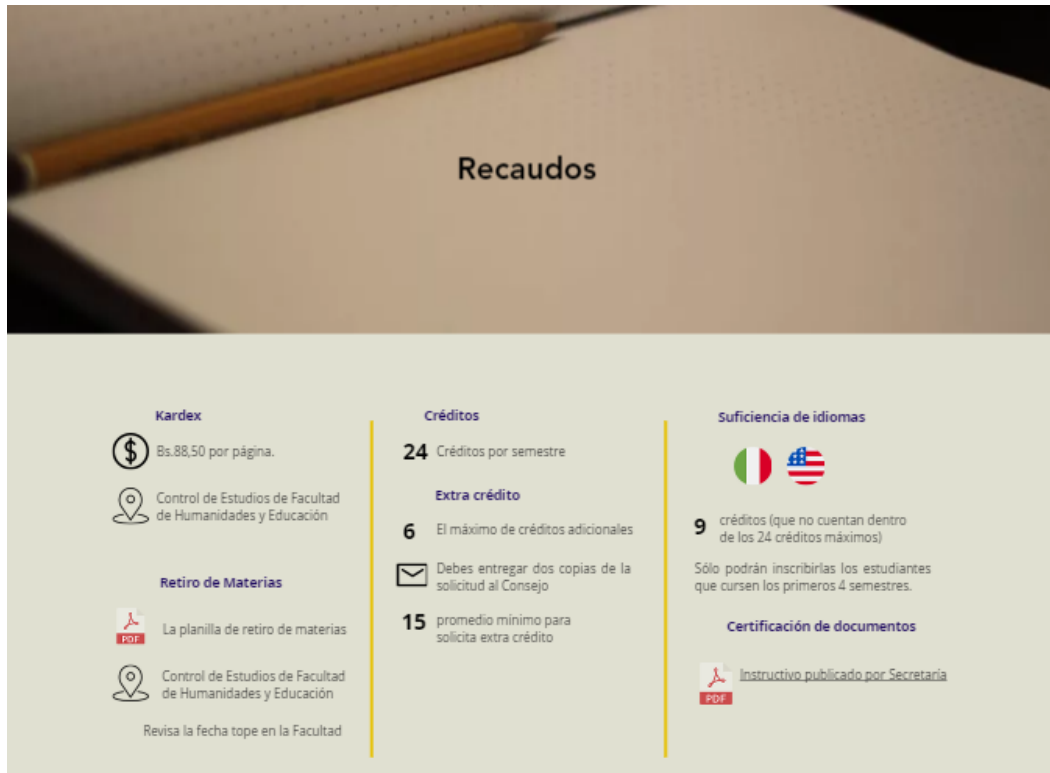 Recaudos
Kardex
Bs.88,50 por página.
Control de Estudios de Facultad
de Humanidades y Educación
Retiro de Materias
PDF
La planilla de retiro de materias
Control de Estudios de Facultad
de Humanidades y Educación
Revisa la fecha tope en la Facultad
Créditos
24 Créditos por semestre
Extra crédito
6 El máximo de créditos adicionales
Debes entregar dos copias de la
solicitud al Consejo
15 promedio mínimo para
solicita extra crédito
Suficiencia de idiomas
9 créditos (que no cuentan dentro
de los 24 créditos máximos)
Sólo podrán inscribirlas los estudiantes
que cursen los primeros 4 semestres.
Certificación de documentos
PDF
Instructivo publicado por Secretaría